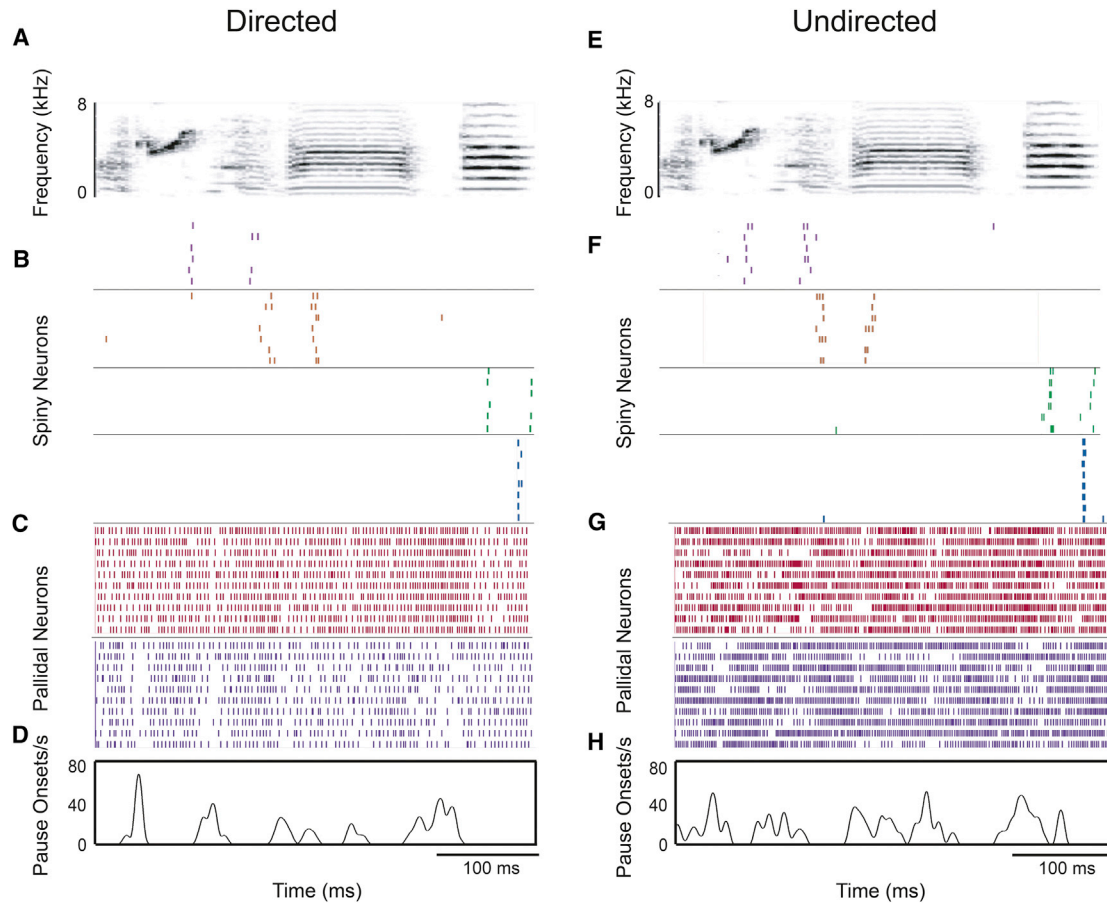 Directed
A
Frequency (kHz)
8
0
B
Spiny Neurons
C
Pallidal Neurons
D
Pause Onsets/s
80
40
0
100 ms
Time (ms)
Undirected
E
Frequency (kHz)
8
0
F
Spiny Neurons
G
Pallidal Neurons
H
Pause Onsets/s
80
40
0
100 ms
Time (ms)